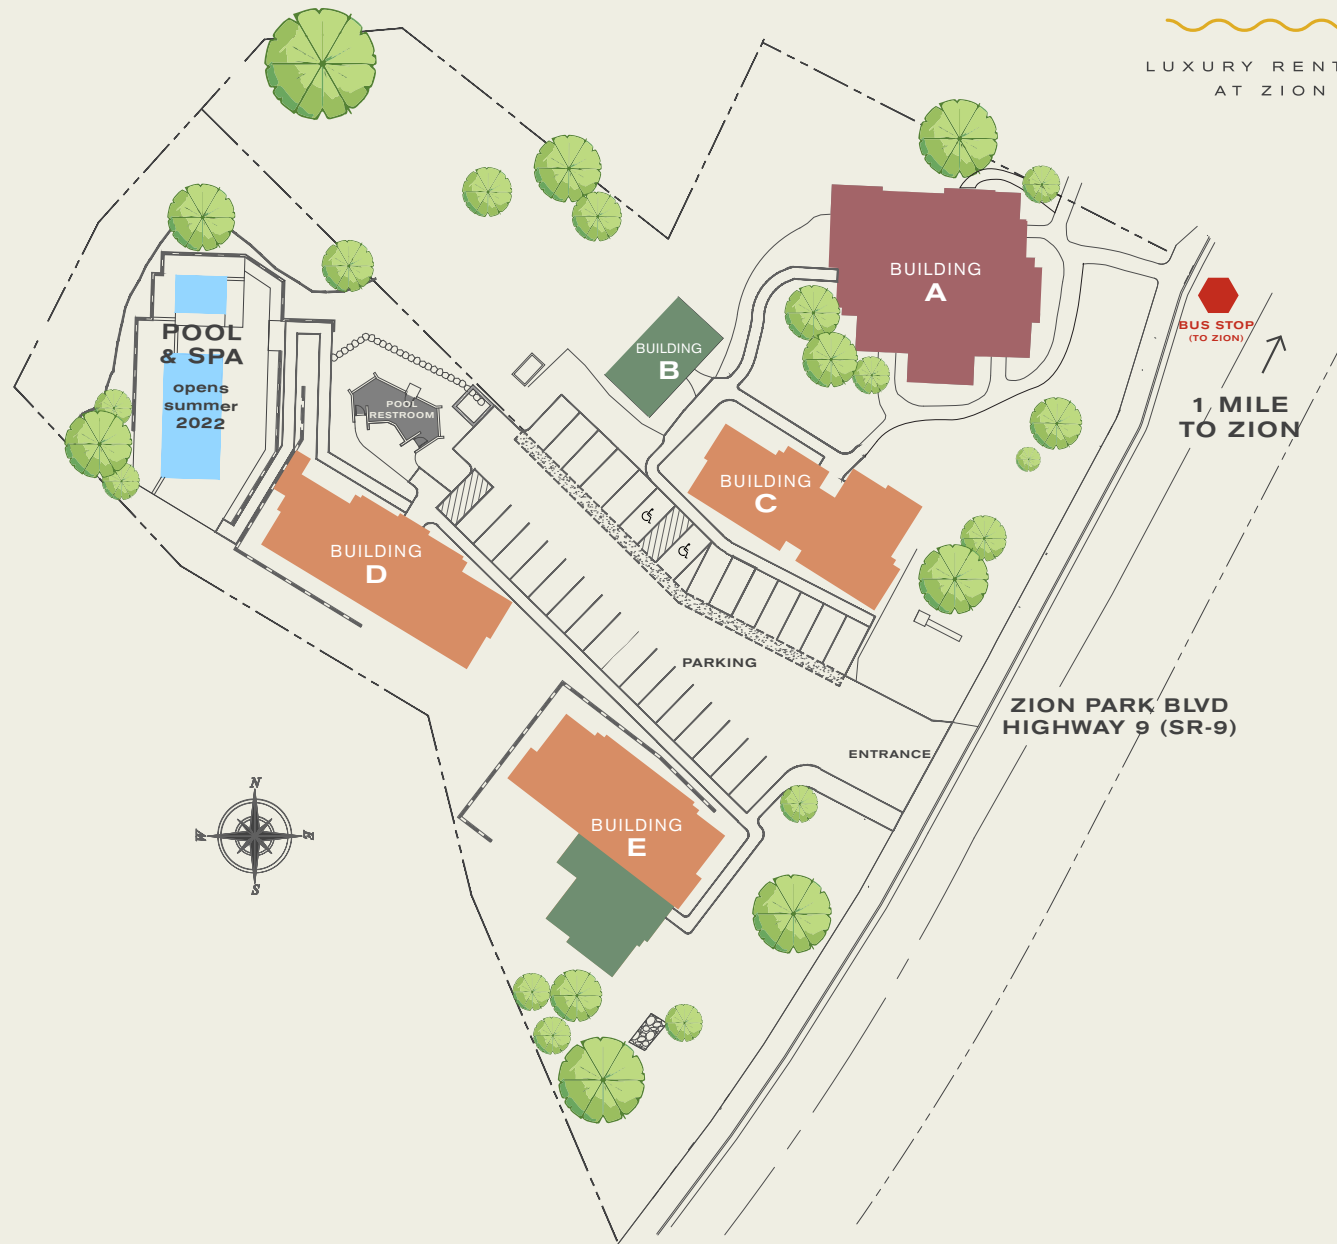 LUXURY RENT
AT ZION
BUILDING
A
BUS STOP
(TO ZION)
1 MILE
TO ZION
BUILDING
B
POOL
& SPA
opens
summer
2022
POOL
RESTROOM
BUILDING
C
BUILDING
D
PARKING
ZION PARK BLVD
HIGHWAY 9 (SR-9)
ENTRANCE
BUILDING
E
N
W
E
S